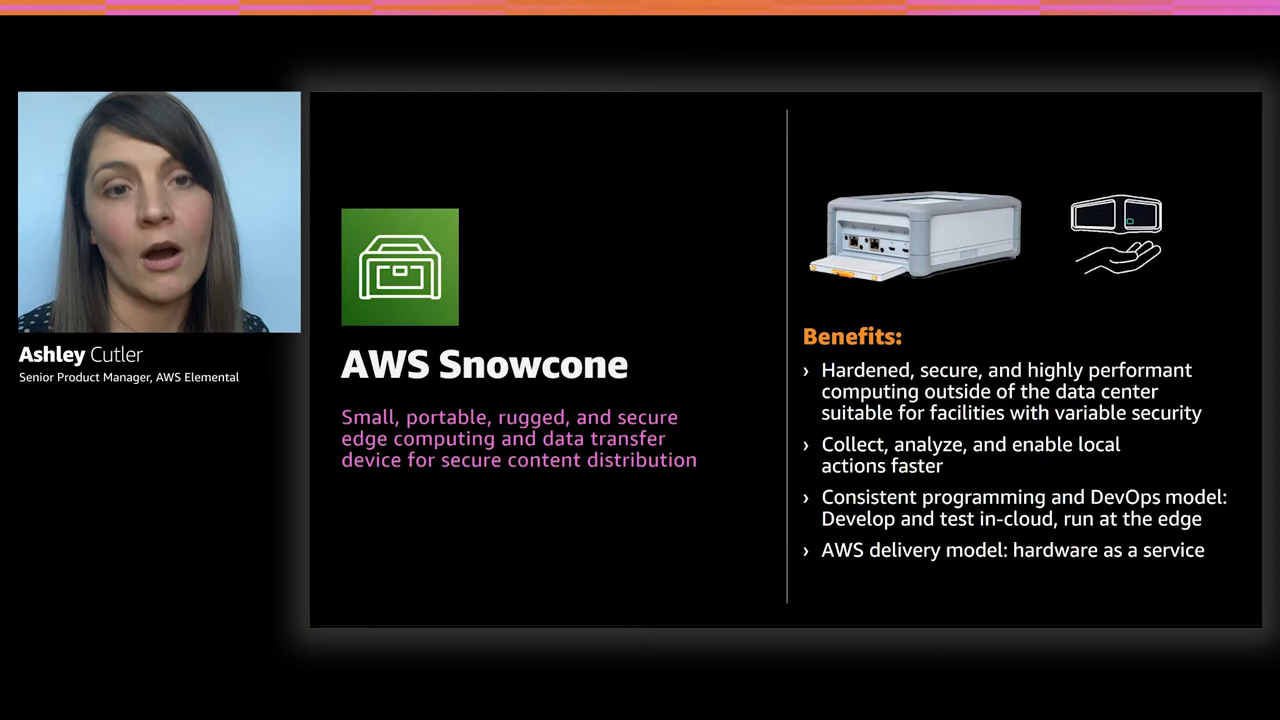 Ashley Cutler
Senior Product Manager, AWS Elemental
AWS Snowcone
Small, portable, rugged, and secure
edge computing and data transfer
device for secure content distribution
Benefits:
› Hardened, secure, and highly performant
computing outside of the data center
suitable for facilities with variable security
› Collect, analyze, and enable local
actions faster
› Consistent programming and DevOps model:
Develop and test in-cloud, run at the edge
› AWS delivery model: hardware as a service